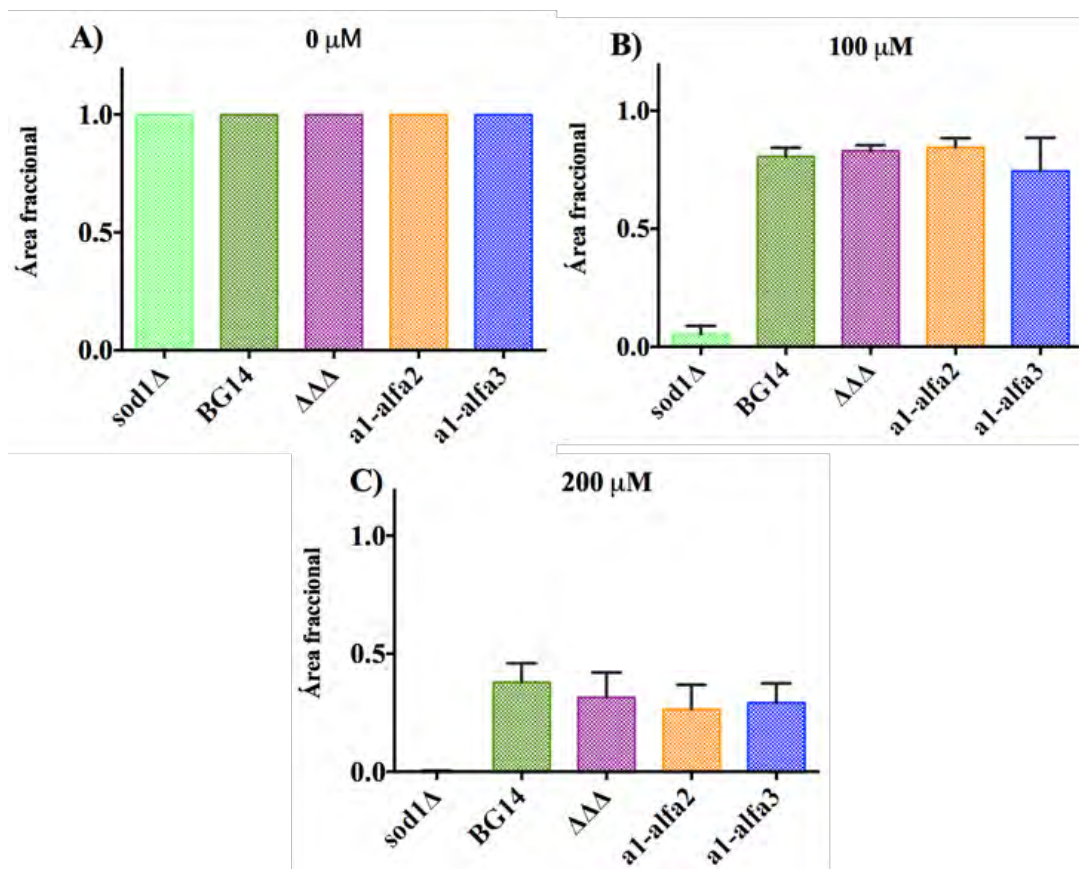 A)
0 µM
Área fraccional
1.0
0.5
0.0
sod1Δ
BG14
ΔΔΔ
a1-alfa2
a1-alfa3
B)
100 µM
Área fraccional
1.0
0.5
0.0
sod1Δ
BG14
ΔΔΔ
a1-alfa2
a1-alfa3
C)
200 µM
Área fraccional
1.0
0.5
0.0
sod1Δ
BG14
ΔΔΔ
a1-alfa2
a1-alfa3